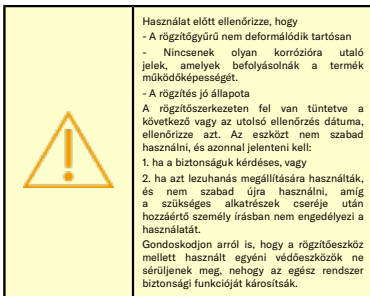 Használat előtt ellenőrizze, hogy
- A rögzítőgyűrű nem deformálódik tartósan
- Nincsenek olyan korrózióra utaló
jelek, amelyek befolyásolnák a termék
működőképességét.
- A rögzítés jó állapota
A rögzítőszerkezeten fel van tüntetve a
következő vagy az utolsó ellenőrzés dátuma,
ellenőrizze azt. Az eszközt nem szabad
használni, és azonnal jelenteni kell:
1. ha a biztonságuk kérdéses, vagy
2. ha azt lezuhanás megállítására használták,
és nem szabad újra használni, amíg
a szükséges alkatrészek cseréje után
hozzáértő személy írásban nem engedélyezi a
használatát.
Gondoskodjon arról is, hogy a rögzítőeszköz
mellett használt egyéni védőeszközök ne
sérüljenek meg, nehogy az egész rendszer
biztonsági funkcióját károsítsák.